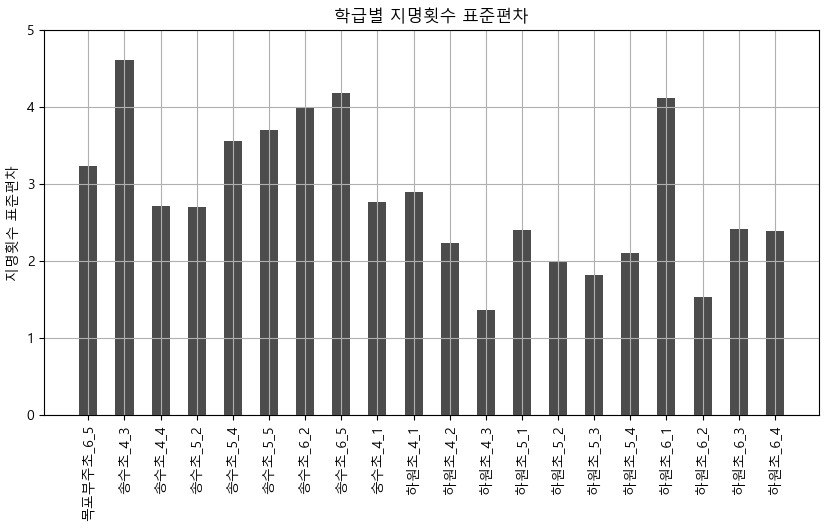 학급별 지명횟수 표준편차
지명횟수 표준편차
5
4
3
2
1
0
목포부주초_6_5
송수초_4_3
송수초_4_4
송수초_5_2
송수초_5_4
송수초_5_5
송수초_6_2
송수초_6_5
승수초_4_1
하원초_4_1
하원초_4_2
하원초_4_3
하원초_5_1
하원초_5_2
하원초_5_3
하원초_5_4
하원초_6_1
하원초_6_2
하원초_6_3
하원초_6_4